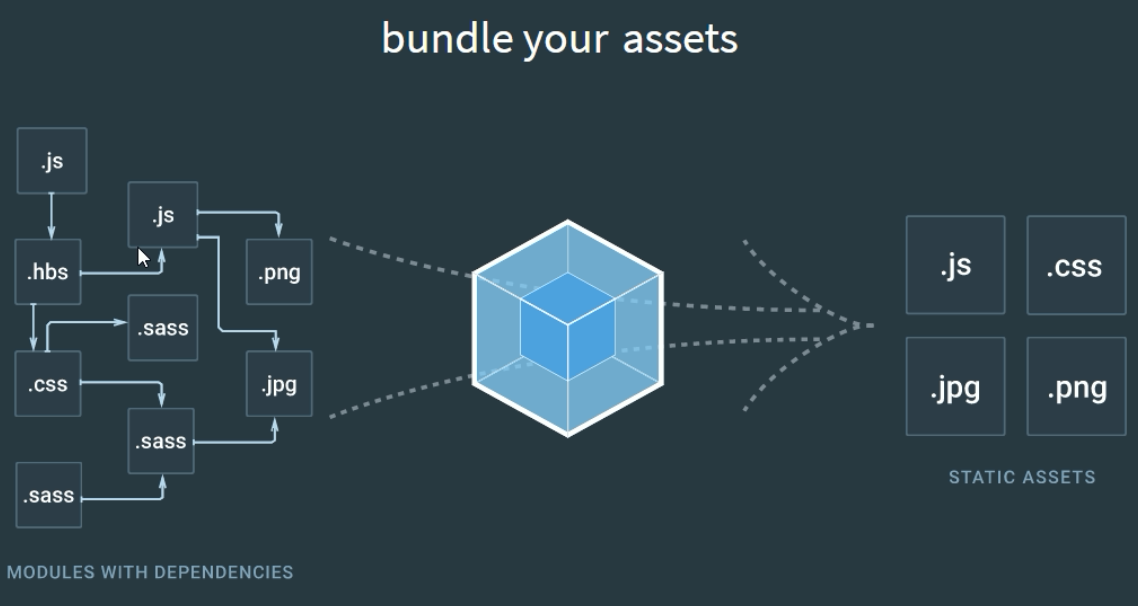 bundle your assets
.js
.js
.hbs
.png
.sass
.css
.jpg
.sass
.sass
MODULES WITH DEPENDENCIES
.js
.css
.jpg
.png
STATIC ASSETS